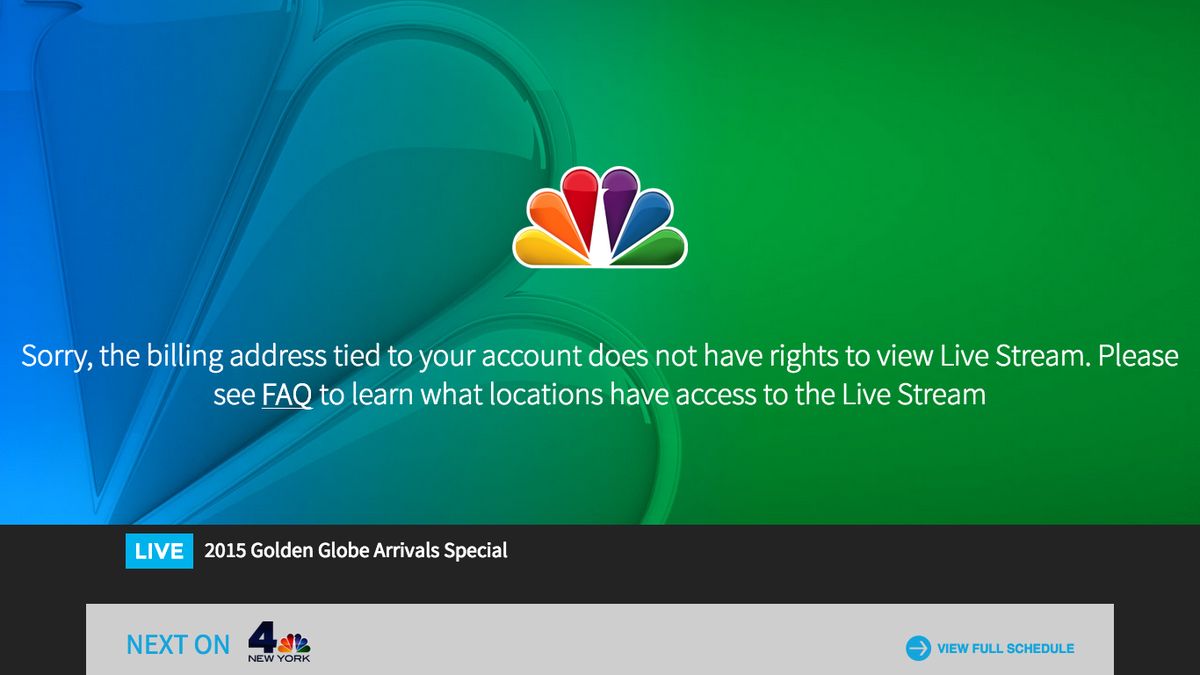 Sorry, the billing address tied to your account does not have rights to view Live Stream. Please
see FAQ to learn what locations have access to the Live Stream
LIVE 2015 Golden Globe Arrivals Special
NEXT ON 4 NEW YORK
VIEW FULL SCHEDULE